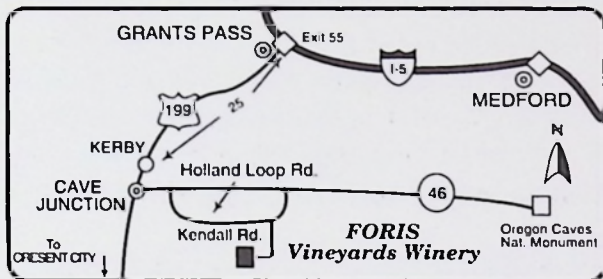 GRANTS PASS
Exit 55
I-5
MEDFORD
199
25
N
KERBY
Holland Loop Rd.
CAVE
JUNCTION
46
Kendall Rd.
FORIS
Vineyards Winery
Oregon Caves
Nat. Monument
To
CRESENT CITY